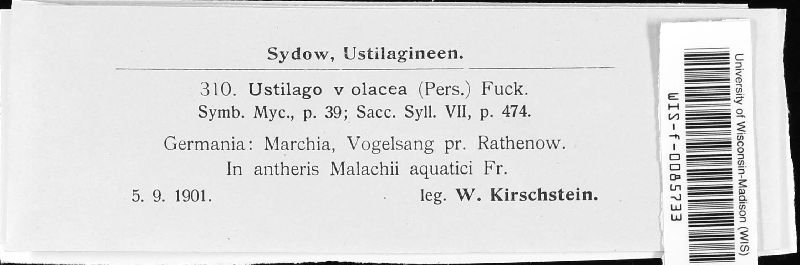 Sydow, Ustilagineen.
310. Ustilago v olacea (Pers.) Fuck.
Symb. Myc., p. 39; Sacc. Syll. VII, p. 474.
Germania: Marchia, Vogelsang pr. Rathenow.
In antheris Malachii aquatici Fr.
5. 9. 1901. leg. W. Kirschstein.
University of Wisconsin-Madison (WIS)
WIS-f-0085733